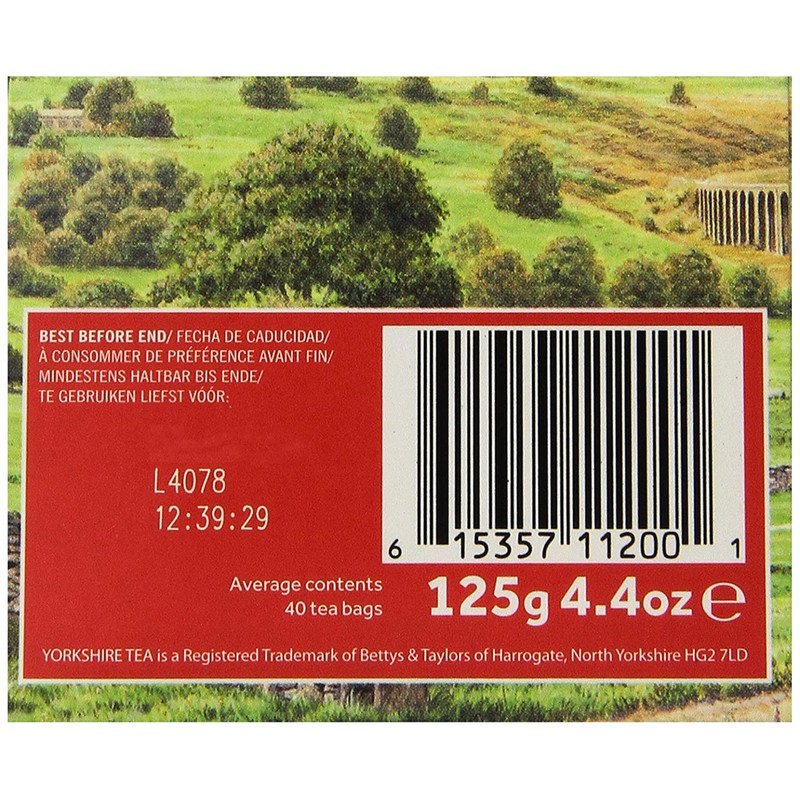 BEST BEFORE END/ FECHA DE CADUCIDAD/
À CONSOMMER DE PRÉFÉRENCE AVANT FIN/
MINDESTENS HALTBAR BIS ENDE/
TE GEBRUIKEN LIEFST VÓÓR:
L4078
12:39:29
6 15357 11200 1
Average contents
40 tea bags
125g 4.4oz ℮
YORKSHIRE TEA is a Registered Trademark of Bettys & Taylors of Harrogate, North Yorkshire HG2 7LD